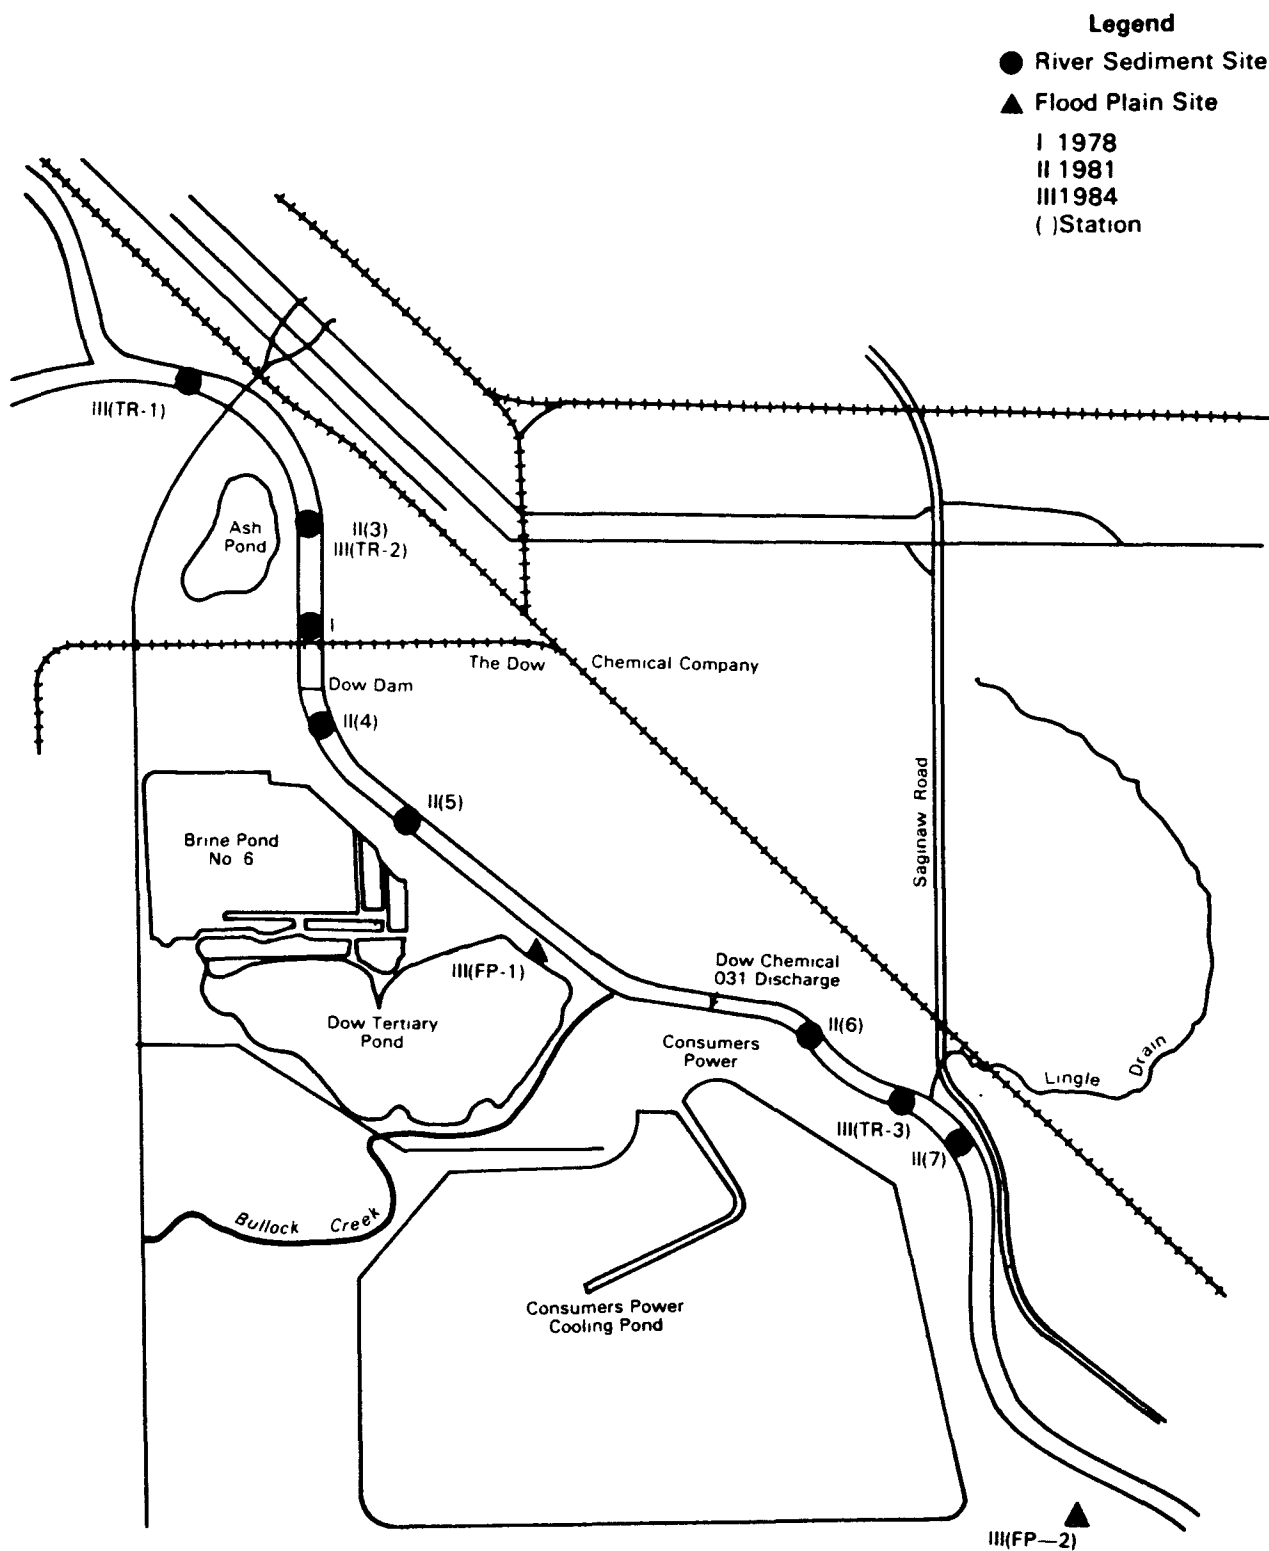 Legend
River Sediment Site
Flood Plain Site
I 1978
II 1981
III 1984
( )Station
III(TR-1)
Ash
Pond
II(3)
III(TR-2)
I
The Dow Chemical Company
Dow Dam
II(4)
II(5)
Brine Pond
No 6
Saginaw Road
III(FP-1)
Dow Chemical
031 Discharge
Dow Tertiary
Pond
II(6)
Consumers
Power
Lingle Drain
III(TR-3)
II(7)
Bullock Creek
Consumers Power
Cooling Pond
III(FP—2)